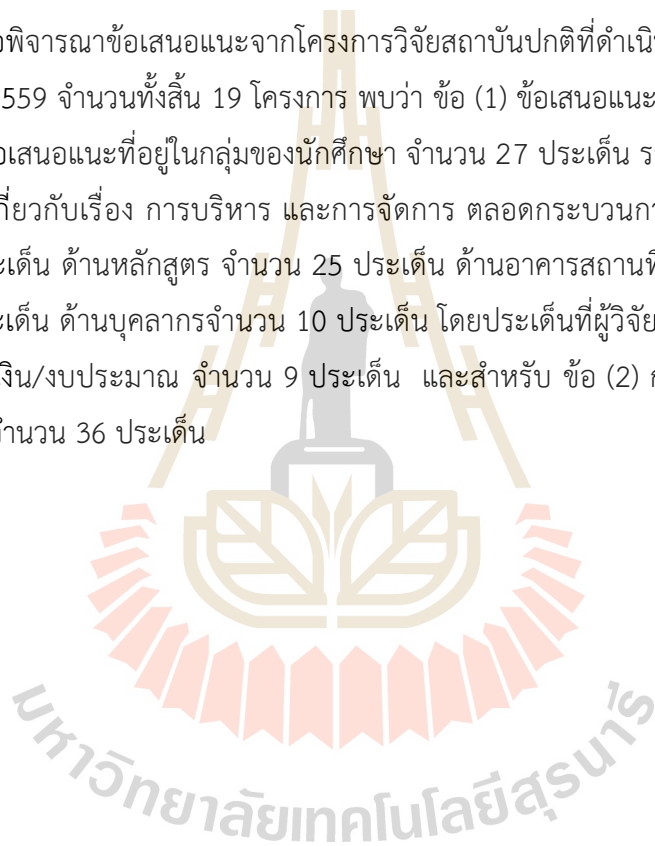 พิจารณาข้อเสนอแนะจากโครงการวิจัยสถาบันปกติที่ดำเนิ
559 จำนวนทั้งสิ้น 19 โครงการ พบว่า ข้อ (1) ข้อเสนอแนะ
อเสนอแนะที่อยู่ในกลุ่มของนักศึกษา จำนวน 27 ประเด็น
กี่ยวกับเรื่อง การบริหาร และการจัดการ ตลอดกระบวนกา
ะเด็น ด้านหลักสูตร จำนวน 25 ประเด็น ด้านอาคารสถานที
ะเด็น ด้านบุคลากรจำนวน 10 ประเด็น โดยประเด็นที่ผู้วิจัย
งิน/งบประมาณ จำนวน 9 ประเด็น และสำหรับ ข้อ (2)
จำนวน 36 ประเด็น
มหาวิทยาลัยเทคโนโลยีสุรนารี